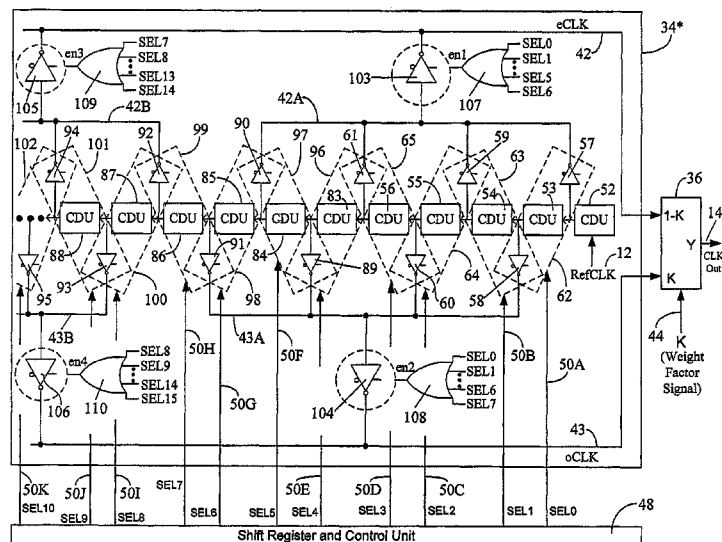 eCLK
34*
42
SEL7
SEL8
SEL13
SEL14
en3
105
109
42B
SEL0
SEL1
SEL5
SEL6
en1
103
107
42A
102
94
101
92
99
90
97
96
61
65
59
63
57
87
85
83
56
55
54
53
52
CDU
CDU
CDU
CDU
CDU
CDU
CDU
CDU
CDU
CDU
12
RefCLK
36
1-K
Y
K
14
CLK
Out
88
86
84
64
62
95
93
100
91
98
89
60
58
43B
43A
44
K
(Weight
Factor
Signal)
50H
50G
50F
50B
50A
SEL8
SEL9
SEL14
SEL15
en4
106
110
SEL0
SEL1
SEL6
SEL7
en2
104
108
43
oCLK
50K
50J
50I
SEL7
50E
50D
50C
SEL10
SEL9
SEL8
SEL6
SEL5
SEL4
SEL3
SEL2
SEL1
SEL0
48
Shift Register and Control Unit